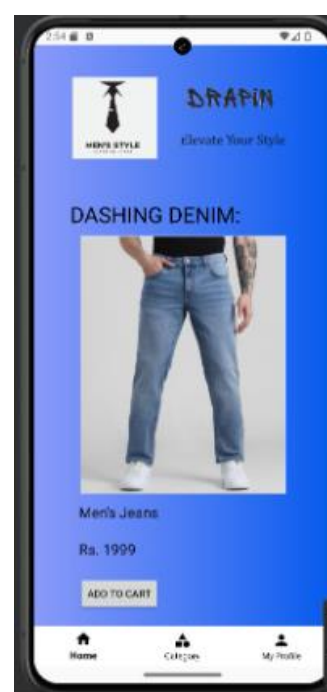 2:54
DRAPiN
MEN'S STYLE
Elevate Your Style
DASHING DENIM:
Men's Jeans
Rs. 1999
ADD TO CART
Home Category My Profile